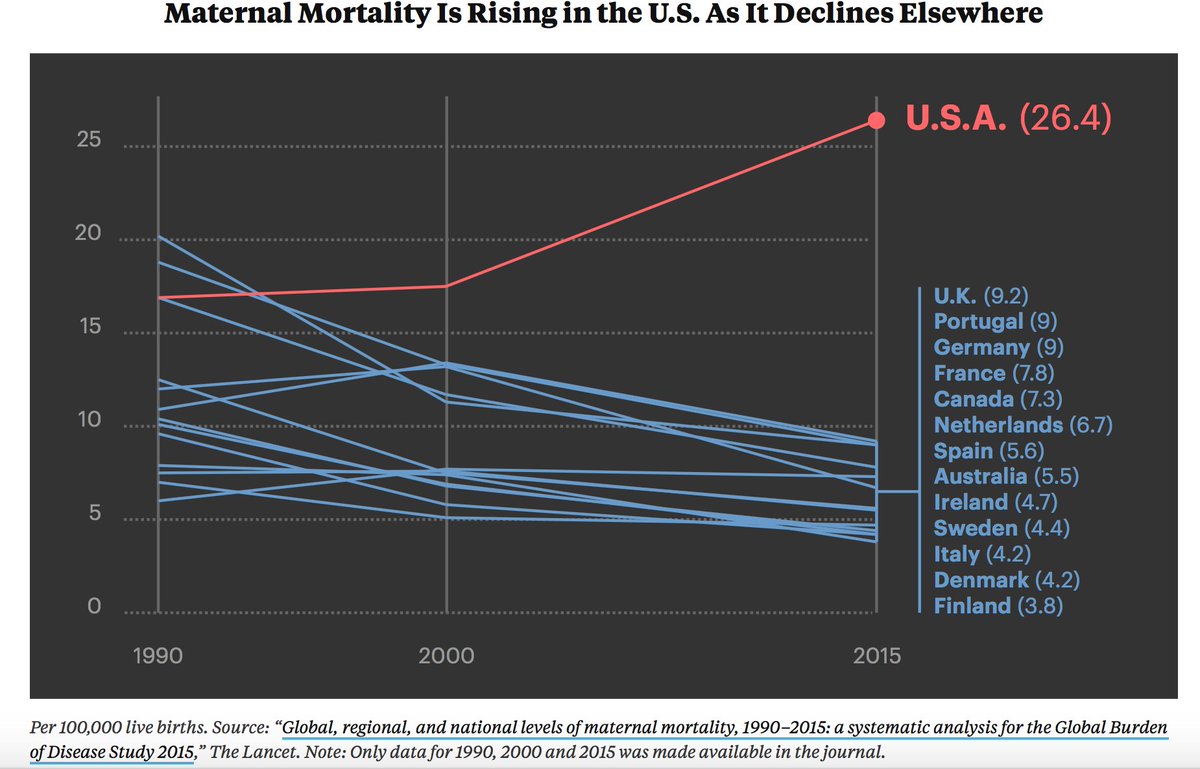 Maternal Mortality Is Rising in the U.S. As It Declines Elsewhere
U.S.A. (26.4)
25
20
15
10
5
0
U.K. (9.2)
Portugal (9)
Germany (9)
France (7.8)
Canada (7.3)
Netherlands (6.7)
Spain (5.6)
Australia (5.5)
Ireland (4.7)
Sweden (4.4)
Italy (4.2)
Denmark (4.2)
Finland (3.8)
1990
2000
2015
Per 100,000 live births. Source: “Global, regional, and national levels of maternal mortality, 1990–2015: a systematic analysis for the Global Burden
of Disease Study 2015,” The Lancet. Note: Only data for 1990, 2000 and 2015 was made available in the journal.